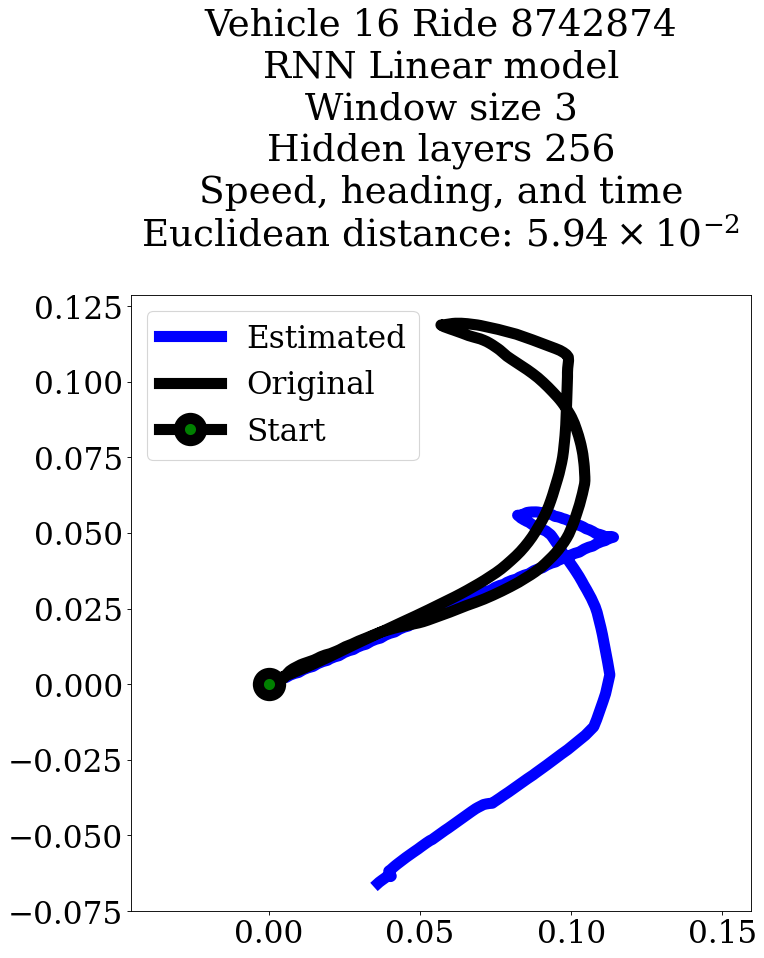 Vehicle 16 Ride 8742874
RNN Linear model
Window size 3
Hidden layers 256
Speed, heading, and time
Euclidean distance: 5.94 × 10⁻²
Estimated
Original
Start
0.125
0.100
0.075
0.050
0.025
0.000
−0.025
−0.050
−0.075
0.00 0.05 0.10 0.15